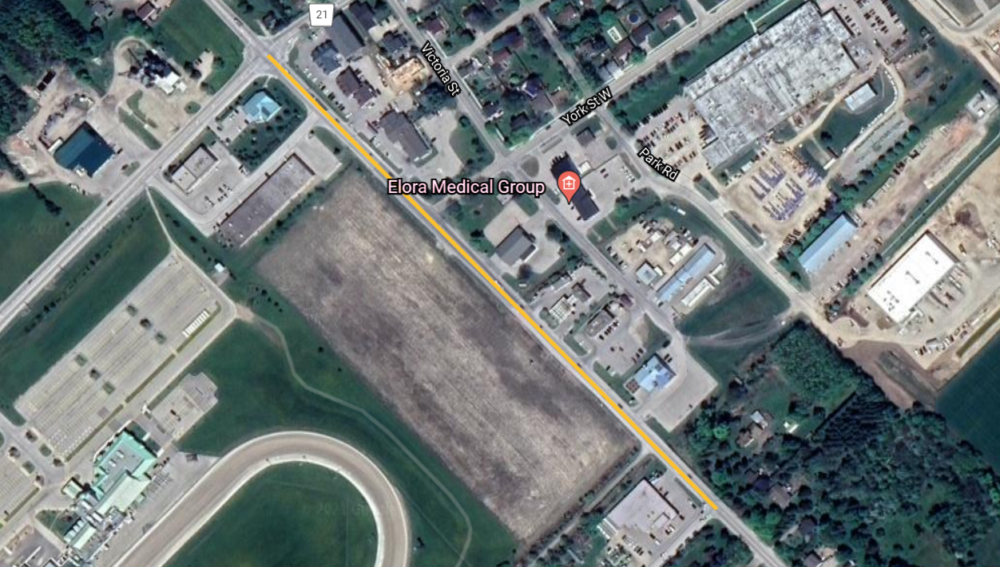 21
Victoria St
York St W
Park Rd
Elora Medical Group